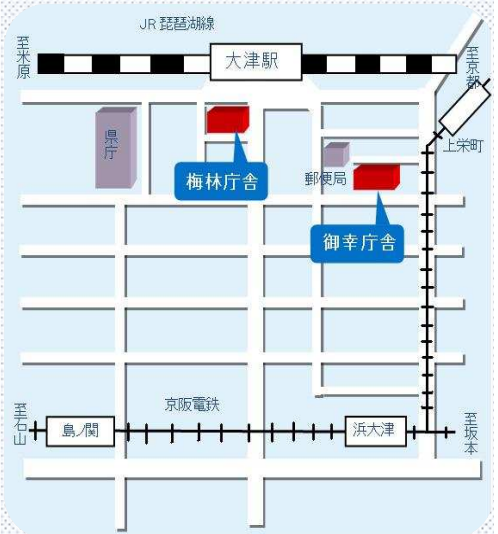 JR 琵琶湖線
至米原
大津駅
至京都
上栄町
県庁
梅林庁舎
郵便局
御幸庁舎
京阪電鉄
至石山
島ノ関
浜大津
至坂本